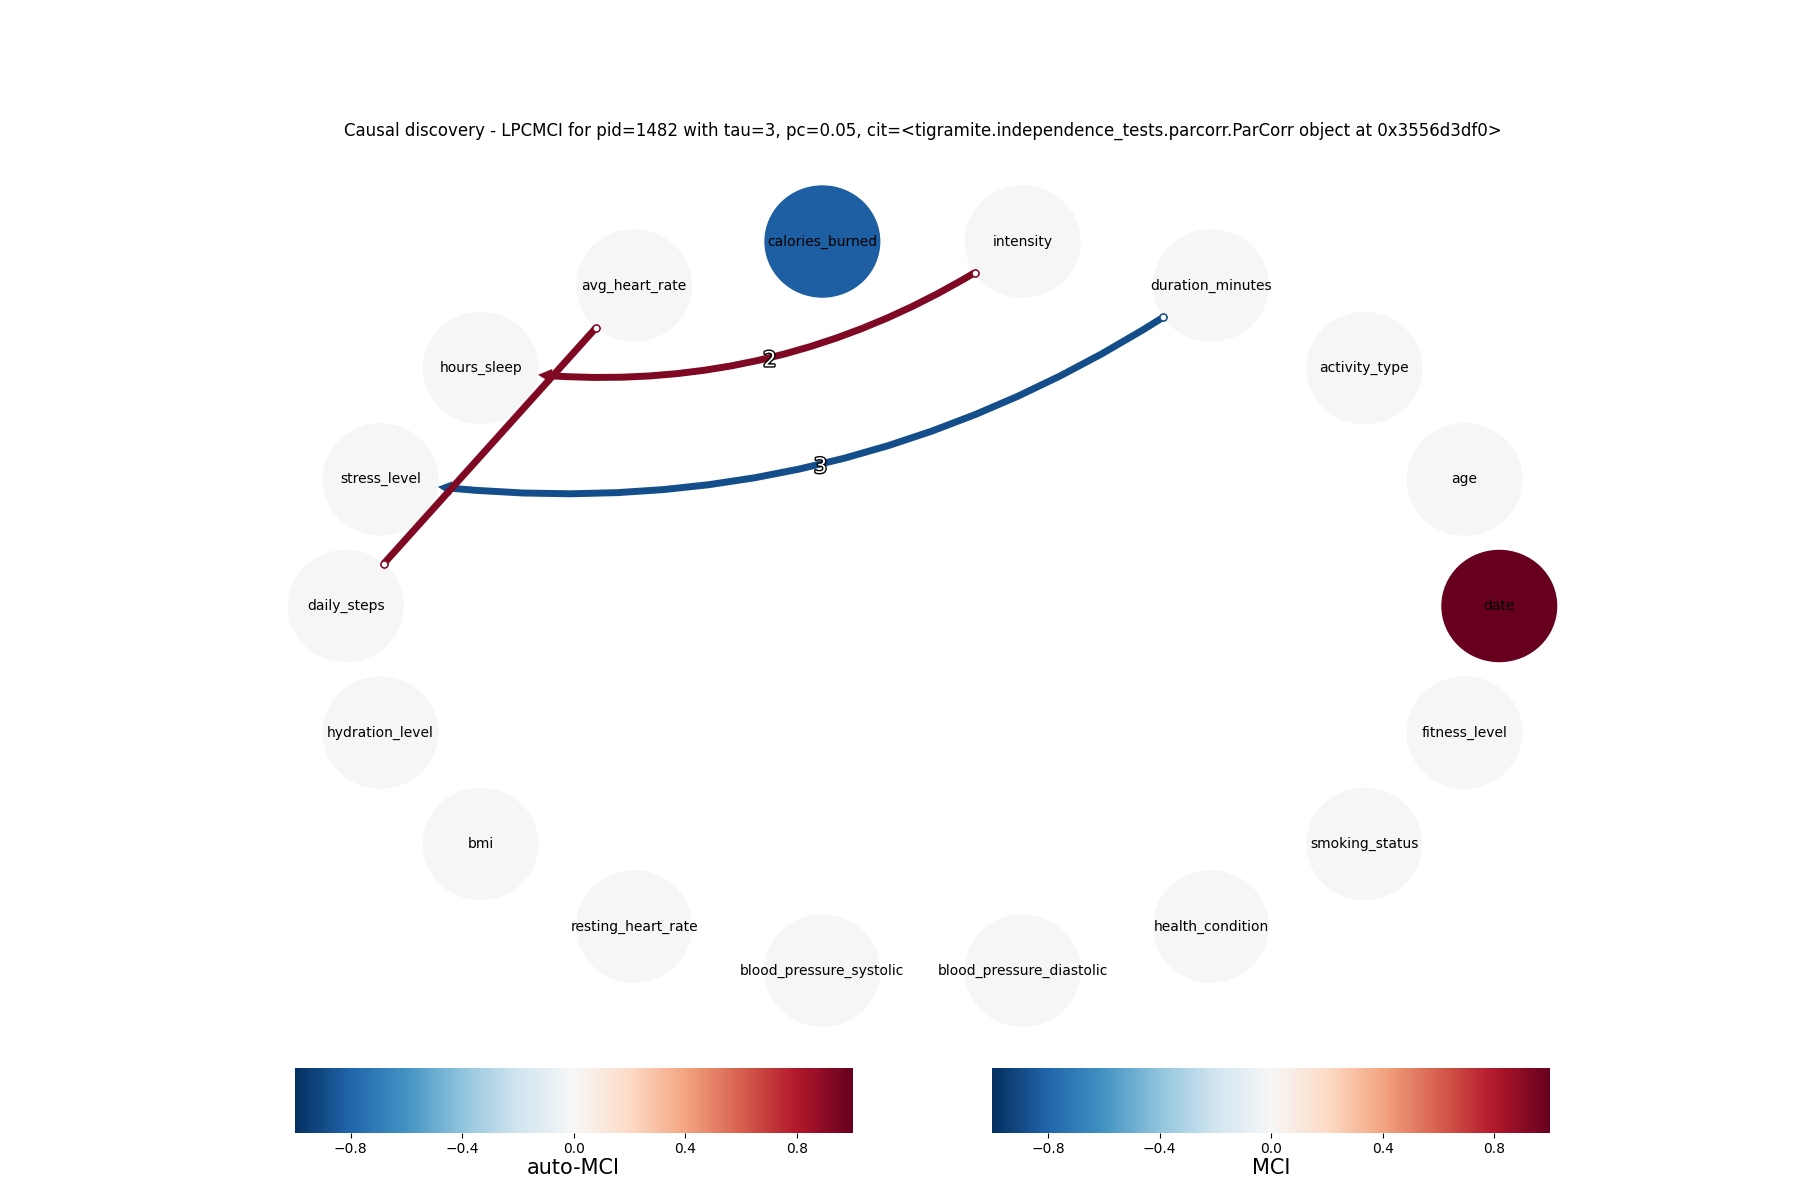 Causal discovery - LPCMCI for pid=1482 with tau=3, pc=0.05, cit=<tigramite.independence_tests.parcorr.ParCorr object at 0x3556d3df0>
calories_burned
intensity
avg_heart_rate
duration_minutes
hours_sleep
2
activity_type
stress_level
3
age
daily_steps
date
hydration_level
fitness_level
bmi
smoking_status
resting_heart_rate
health_condition
blood_pressure_systolic
blood_pressure_diastolic
−0.8 −0.4 0.0 0.4 0.8
auto-MCI
−0.8 −0.4 0.0 0.4 0.8
MCI